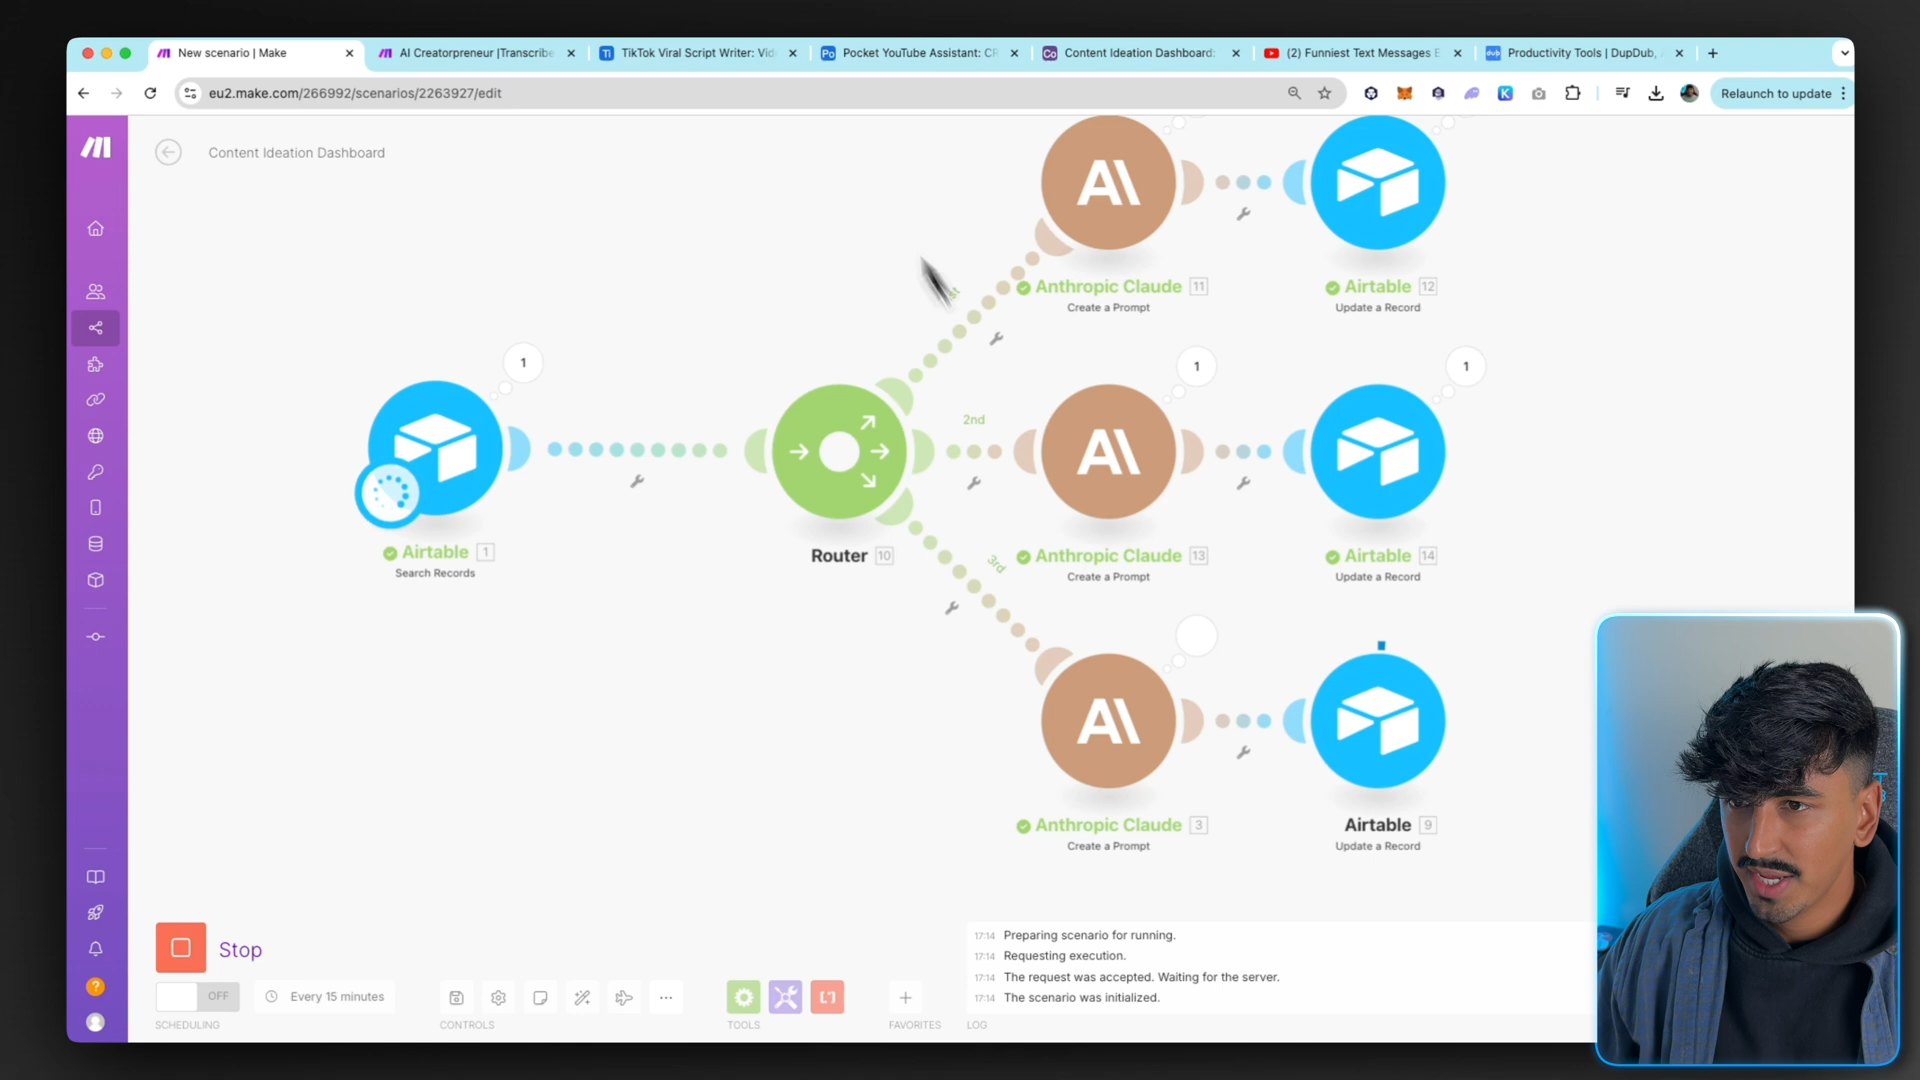 New scenario | Make
AI Creatorpreneur |Transcribe
TikTok Viral Script Writer: Vid
Pocket YouTube Assistant: CR
Content Ideation Dashboard:
(2) Funniest Text Messages E
Productivity Tools | DupDub,
eu2.make.com/266992/scenarios/2263927/edit
Relaunch to update
Content Ideation Dashboard
Anthropic Claude 11
Create a Prompt
Airtable 12
Update a Record
1
1
1
2nd
Airtable 1
Search Records
Router 10
3rd
Anthropic Claude 13
Create a Prompt
Airtable 14
Update a Record
Anthropic Claude 3
Create a Prompt
Airtable 9
Update a Record
Stop
17:14 Preparing scenario for running.
17:14 Requesting execution.
17:14 The request was accepted. Waiting for the server.
17:14 The scenario was initialized.
OFF
Every 15 minutes
SCHEDULING
CONTROLS
TOOLS
FAVORITES
LOG